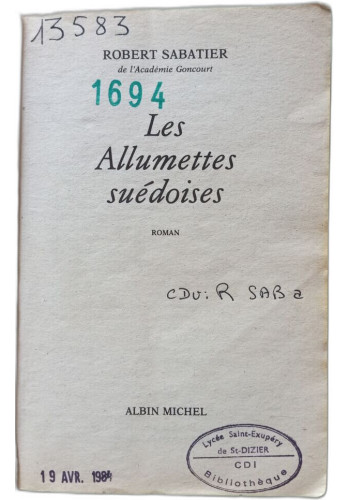 13583
ROBERT SABATIER
de l'Académie Goncourt
1694
Les
Allumettes
suédoises
ROMAN
CDU: R SAB a
ALBIN MICHEL
Lycée Saint-Exupéry
de St-DIZIER
CDI
Bibliothèque
19 AVR.